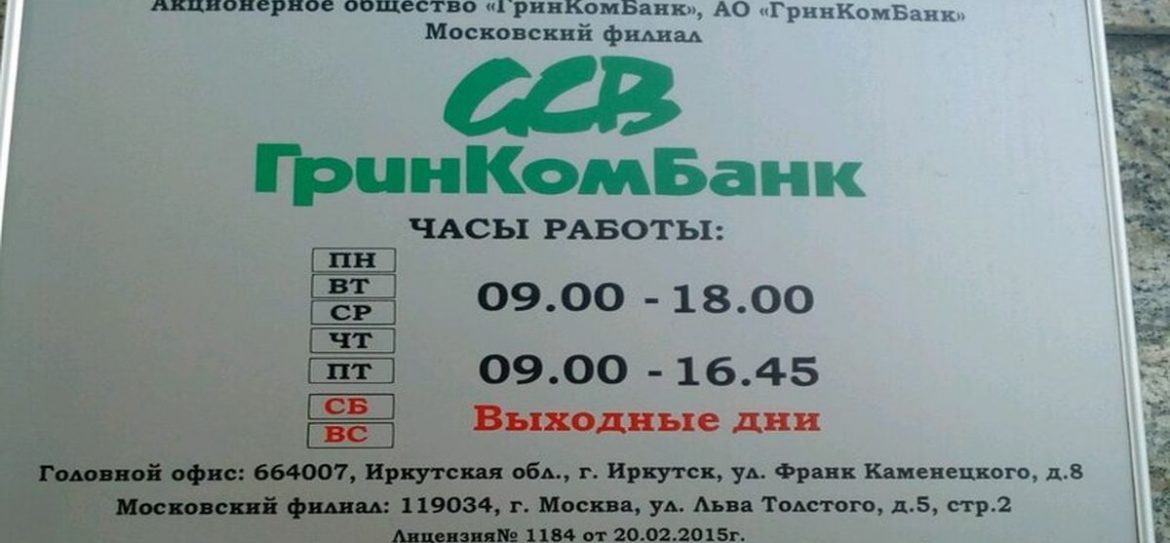 Акционерное общество «ГринКомБанк», АО «ГринКомБанк»
Московский филиал
GCB
ГринКомБанк
ЧАСЫ РАБОТЫ:
ПН
ВТ
СР
ЧТ
09.00 - 18.00
ПТ 09.00 - 16.45
СБ
ВС
Выходные дни
Головной офис: 664007, Иркутская обл., г. Иркутск, ул. Франк Каменецкого, д.8
Московский филиал: 119034, г. Москва, ул. Льва Толстого, д.5, стр.2
Лицензия№ 1184 от 20.02.2015г.